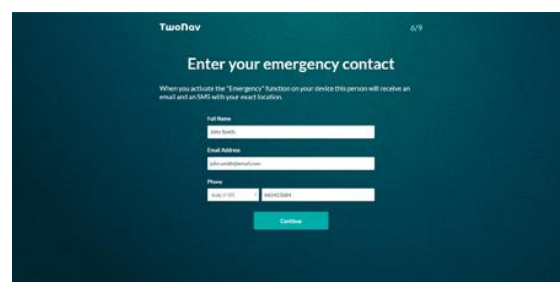 TwoNav
6/9
Enter your emergency contact
When you activate the "Emergency" function on your device this person will receive an
email and an SMS with your exact location.
Full Name
John Smith
Email Address
john.smith@email.com
Phone
Continue